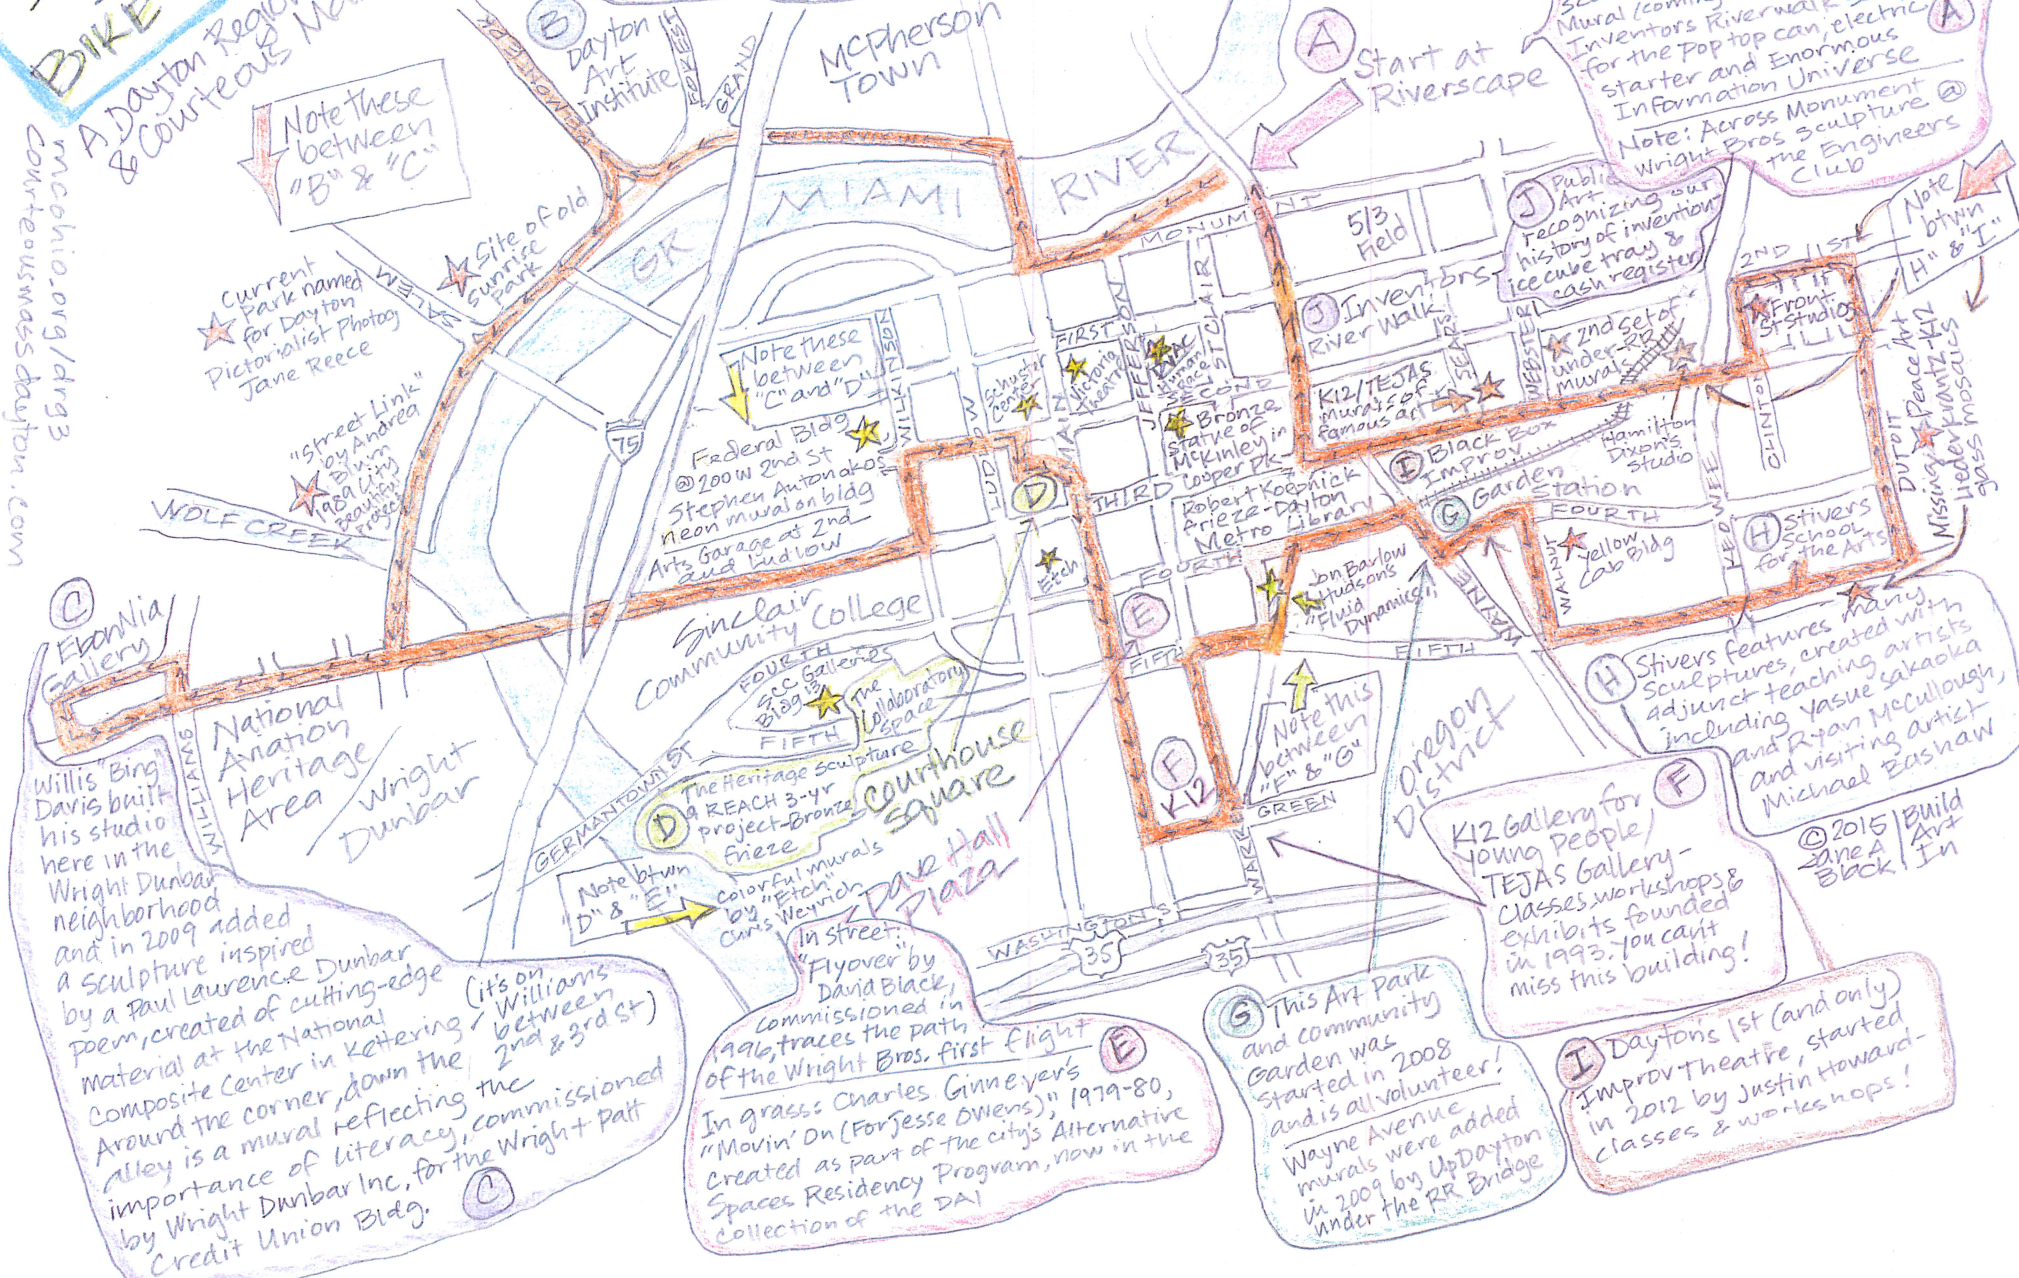 BIKE
A Dayton Region
& Courteous Ma
mcohio.org/drg3
courteousmassdayton.com
Note these
between
"B" & "C"
B
Dayton
Art
Institute
FOREST
GRAND
McPherson
Town
A
Start at
Riverscape
Mural (coming
Inventors Riverwalk
for the pop top can, electric
starter and Enormous
Information Universe
Note: Across Monument
Wright Bros sculpture @
the Engineers
Club
A
Note
btwn
"H" & "I"
J
Public
Art
recognizing our
history of invention-
ice cube tray &
cash register
GR
MIAMI
RIVER
MONUMENT
5/3
Field
J
Inventors
River Walk
2ND
1ST
Front
St Studios
Site of old
Sunrise
Park
SALEM
Current
park named
for Dayton
Pictorialist Photog
Jane Reece
"Street Link"
by Andrea
Blum
1989 City
Beautiful
Project
WOLF CREEK
75
Note these
between
"C" and "D"
WILKINSON
LUDLOW
Schuster
Center
MAIN
FIRST
Victoria
Theatre
JEFFERSON
ST CLAIR
SECOND
Bronze
Statue of
McKinley in
Cooper Pk
K12/TEJAS
Murals of
famous art
SEARS
WEBSTER
2nd set of
under-RR
murals
Hamilton
Dixon's
Studio
CLINTON
DUTOIT
Missing Peace Art
Liederkrantz-K12
glass mosaics
Federal Bldg
@ 200 W 2nd St
Stephen Antonakos
neon mural on bldg
Arts Garage at 2nd
and Ludlow
D
THIRD
Robert Koepnick
frieze-Dayton
Metro Library
I
Black Box
Improv
G
Garden
Station
FOURTH
H
Stivers
School
for the Arts
Yellow
Cab Bldg
WALNUT
WAYNE
Etch
FOURTH
Jon Barlow
Hudson's
"Fluid
Dynamics"
E
FIFTH
FIFTH
Sinclair
Community College
FOURTH
SCC Galleries
Bldg 13
FIFTH
The
Collaboratory
space
GERMANTOWN ST
D
The Heritage Sculpture
a REACH 3-yr
project-Bronze
frieze
Courthouse
Square
F
K12
Note this
between
"F" & "G"
GREEN
WARREN
Oregon
District
C
EbonNia
Gallery
National
Aviation
Heritage
Area
Wright
Dunbar
WILLIAMS
Willis "Bing"
Davis built
his studio
here in the
Wright Dunbar
neighborhood
and in 2009 added
a sculpture inspired
by a Paul Laurence Dunbar
poem, created of cutting-edge
material at the National
Composite Center in Kettering
(it's on
Williams
between
2nd & 3rd St)
Around the corner, down the
alley is a mural reflecting the
importance of literacy, commissioned
by Wright Dunbar Inc, for the Wright Patt
Credit Union Bldg.
C
Note btwn
"D" & "E"
Colorful murals
by "Etch"
Curis Weyrich
Dave Hall
Plaza
WASHINGTON ST
35
35
In street:
"Flyover by
David Black,
Commissioned in
1996, traces the path
of the Wright Bros. first flight
E
In grass: Charles Ginnever's
"Movin' On (For Jesse Owens)," 1979-80,
created as part of the city's Alternative
Spaces Residency Program, now in the
collection of the DAI
G
This Art Park
and community
Garden was
started in 2008
and is all volunteer!
Wayne Avenue
murals were added
in 2009 by UpDayton
under the RR Bridge
F
K12 Gallery for
Young People/
TEJAS Gallery-
Classes, workshops &
exhibits founded
in 1993. You can't
miss this building!
H
Stivers features many
Sculptures, created with
adjunct teaching artists
including Yasue Sakaoka
and Ryan McCullough,
and visiting artist
Michael Bashaw
© 2015
Jane A
Black
Build
Art
In
I
Dayton's 1st (and only)
Improv Theatre, started
in 2012 by Justin Howard-
classes & workshops!